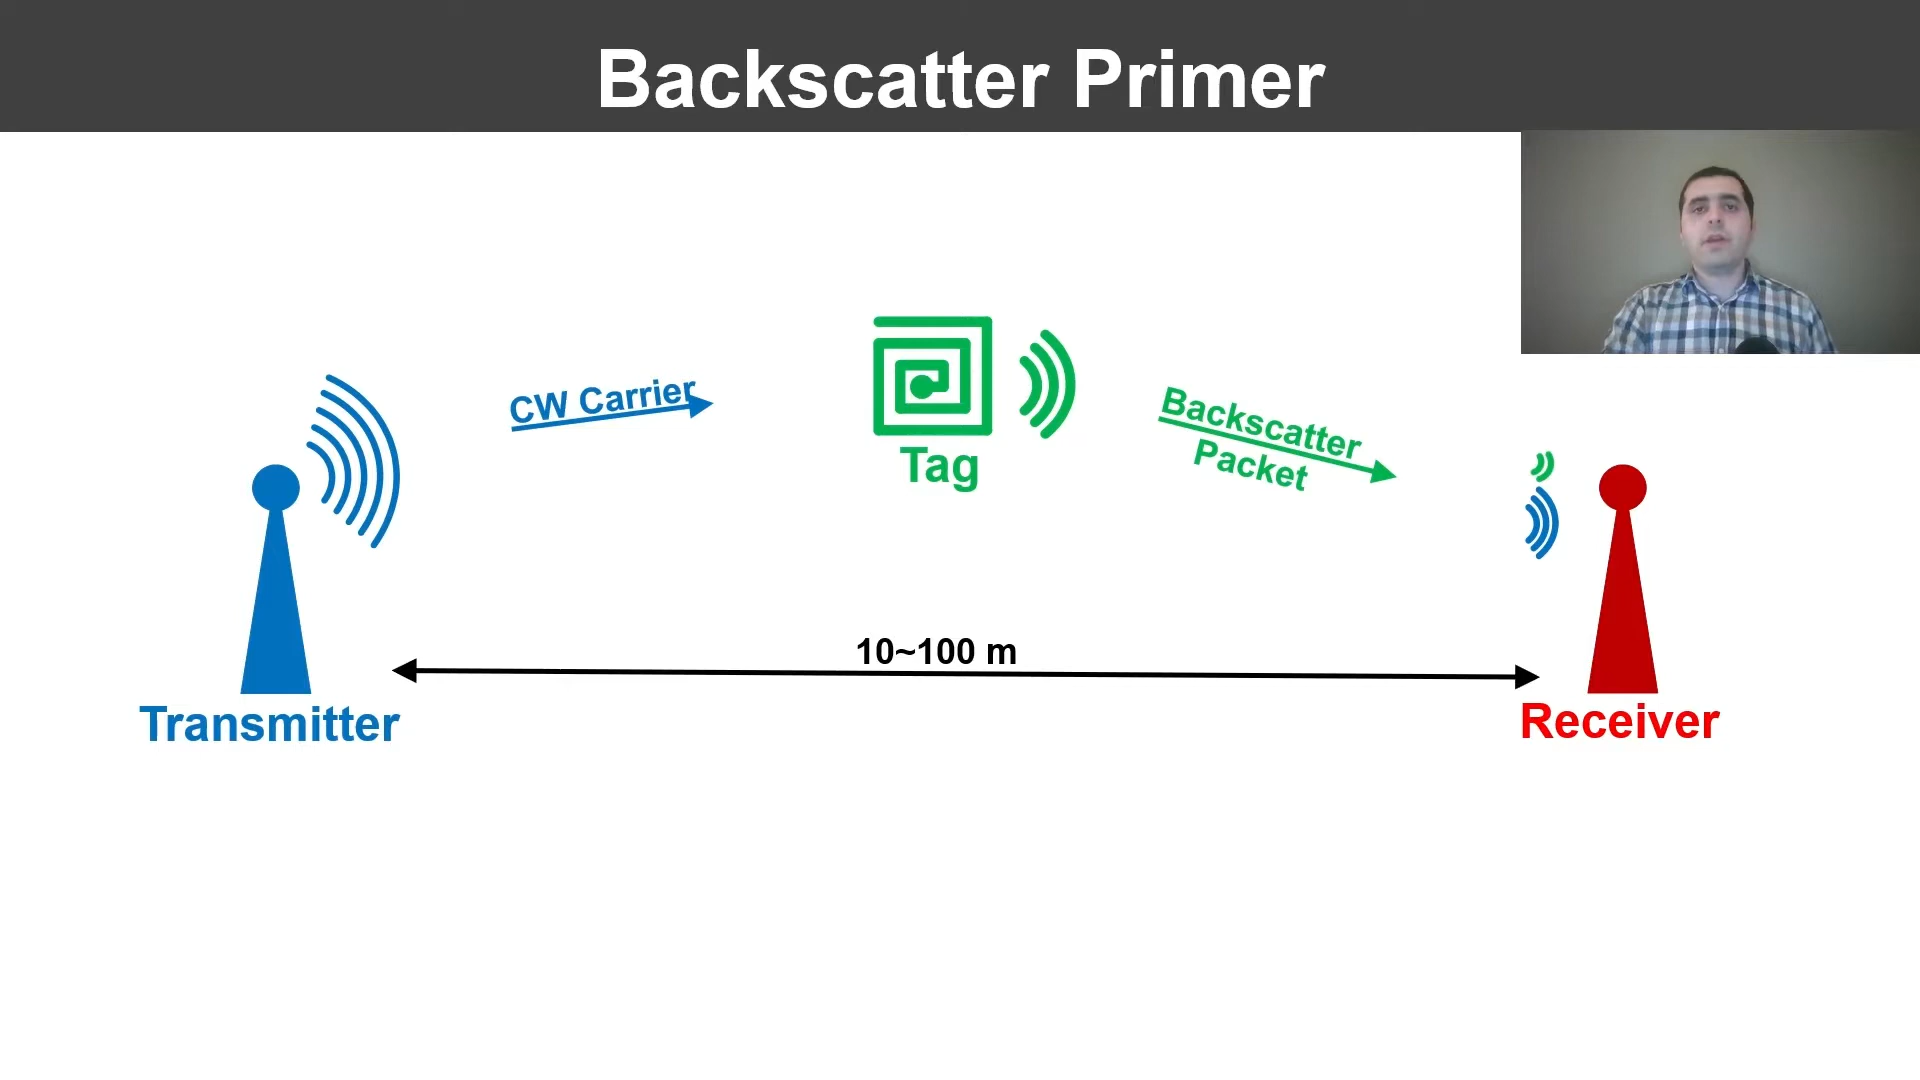 Backscatter Primer
CW Carrier
Tag
Backscatter
Packet
10~100 m
Transmitter
Receiver